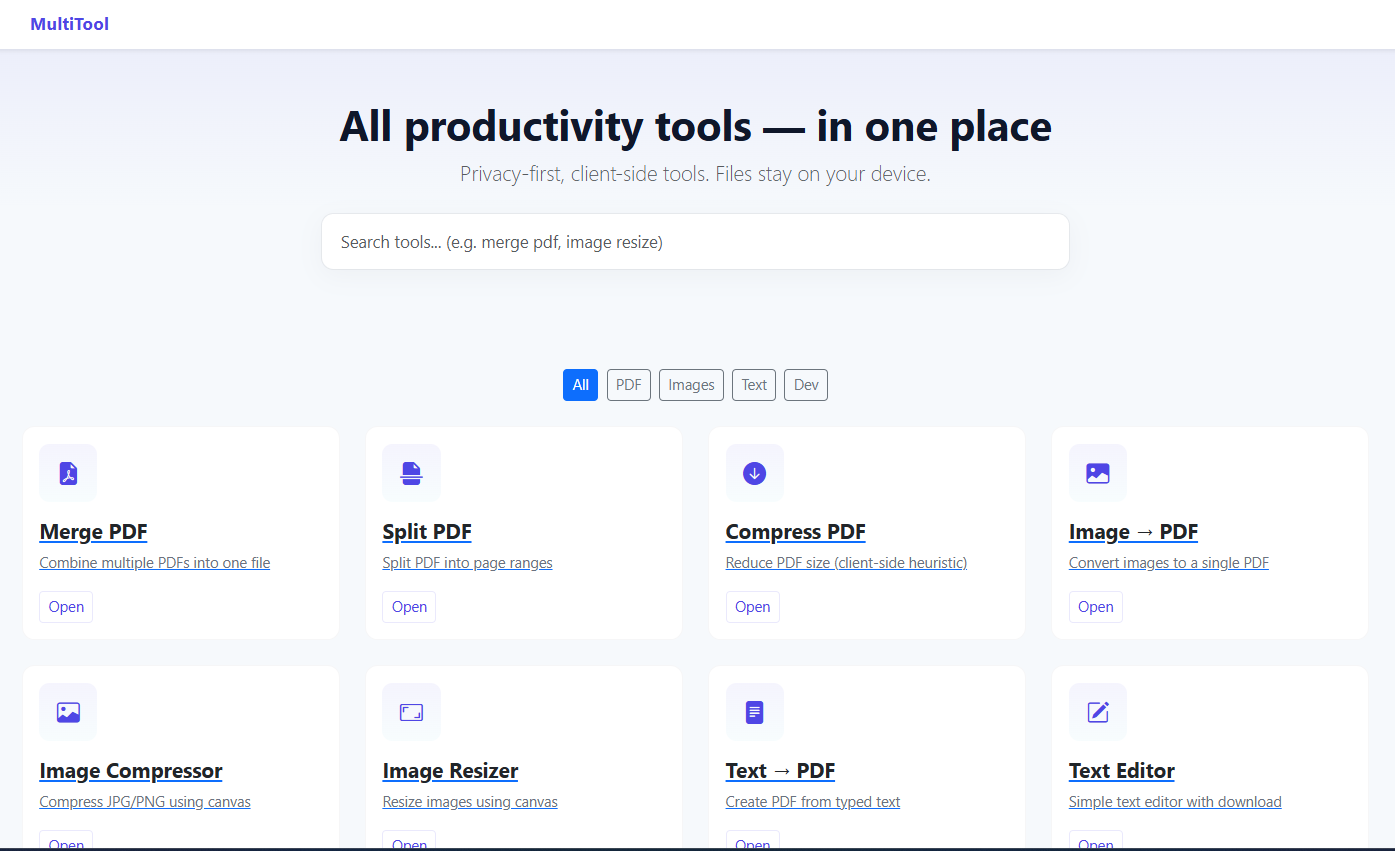 MultiTool
All productivity tools — in one place
Privacy-first, client-side tools. Files stay on your device.
Search tools... (e.g. merge pdf, image resize)
All PDF Images Text Dev
Merge PDF
Combine multiple PDFs into one file
Open
Split PDF
Split PDF into page ranges
Open
Compress PDF
Reduce PDF size (client-side heuristic)
Open
Image → PDF
Convert images to a single PDF
Open
Image Compressor
Compress JPG/PNG using canvas
Open
Image Resizer
Resize images using canvas
Open
Text → PDF
Create PDF from typed text
Open
Text Editor
Simple text editor with download
Open